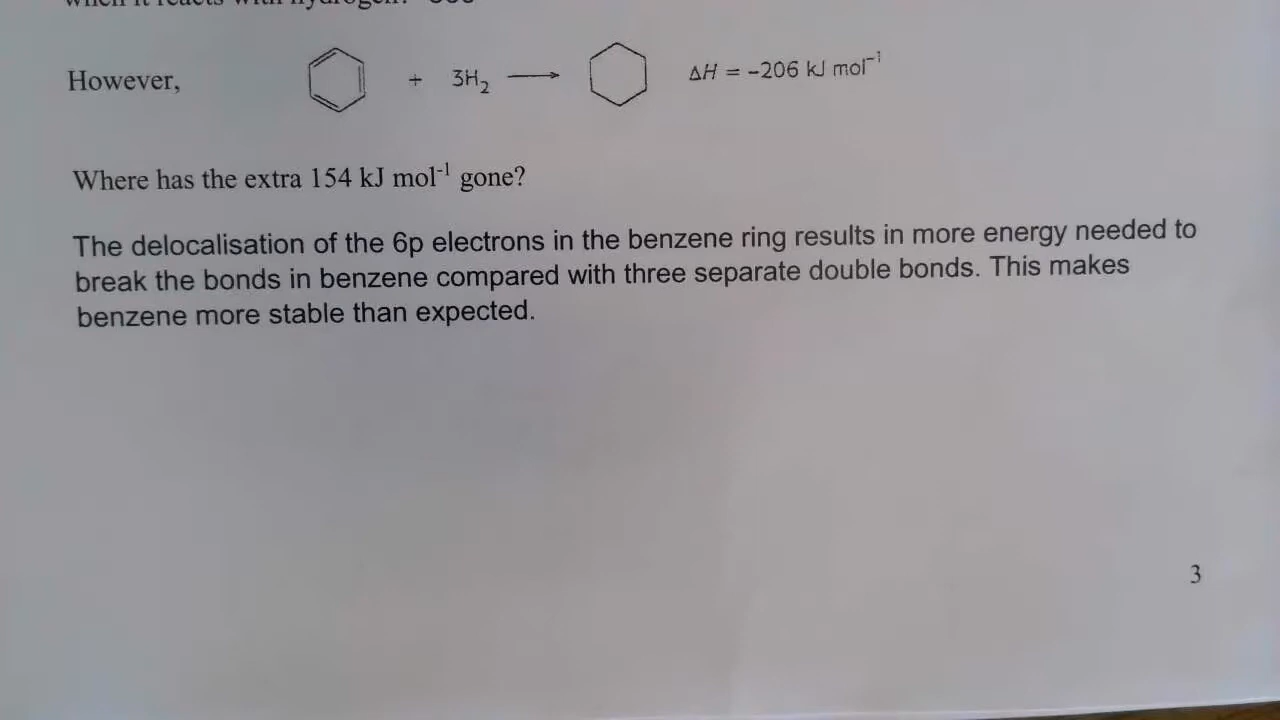 However, + 3H₂ ⟶ ΔH = -206 kJ mol⁻¹
Where has the extra 154 kJ mol⁻¹ gone?
The delocalisation of the 6p electrons in the benzene ring results in more energy needed to
break the bonds in benzene compared with three separate double bonds. This makes
benzene more stable than expected.
3